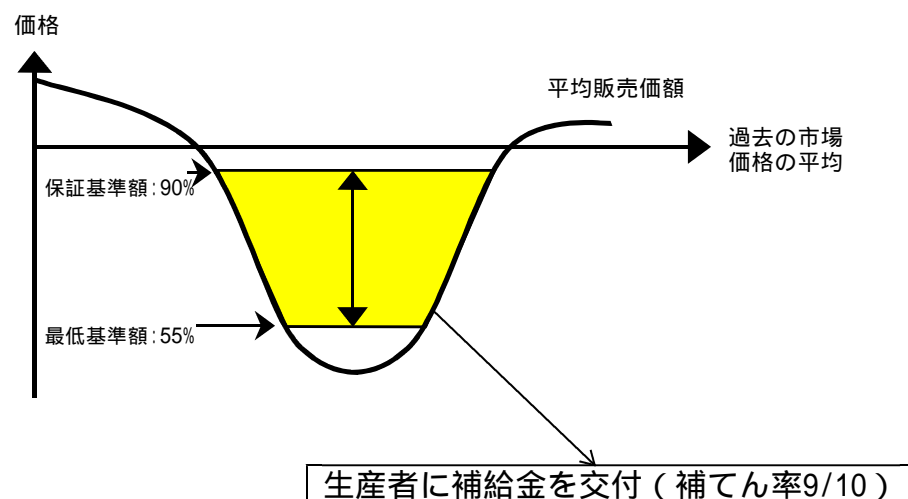 価格
平均販売価額
過去の市場
価格の平均
保証基準額:90%
最低基準額:55%
生産者に補給金を交付(補てん率9/10)